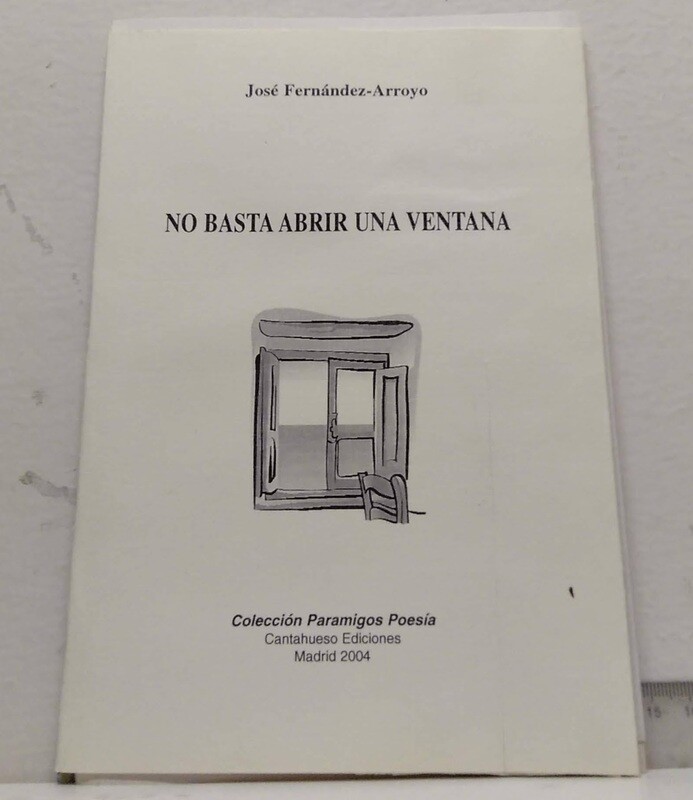 José Fernández-Arroyo
NO BASTA ABRIR UNA VENTANA
Colección Paramigos Poesía
Cantahueso Ediciones
Madrid 2004
15